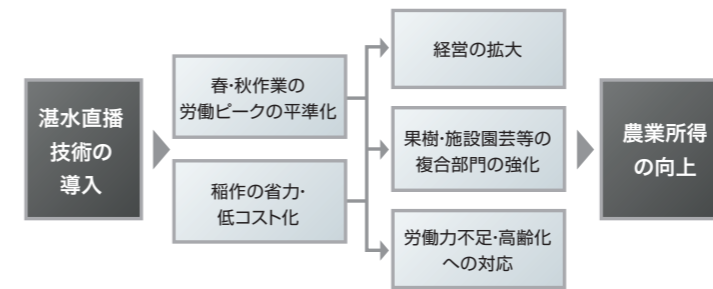 湛水直播
技術の
導入
春・秋作業の
労働ピークの平準化
稲作の省力・
低コスト化
経営の拡大
果樹・施設園芸等の
複合部門の強化
労働力不足・高齢化
への対応
農業所得
の向上